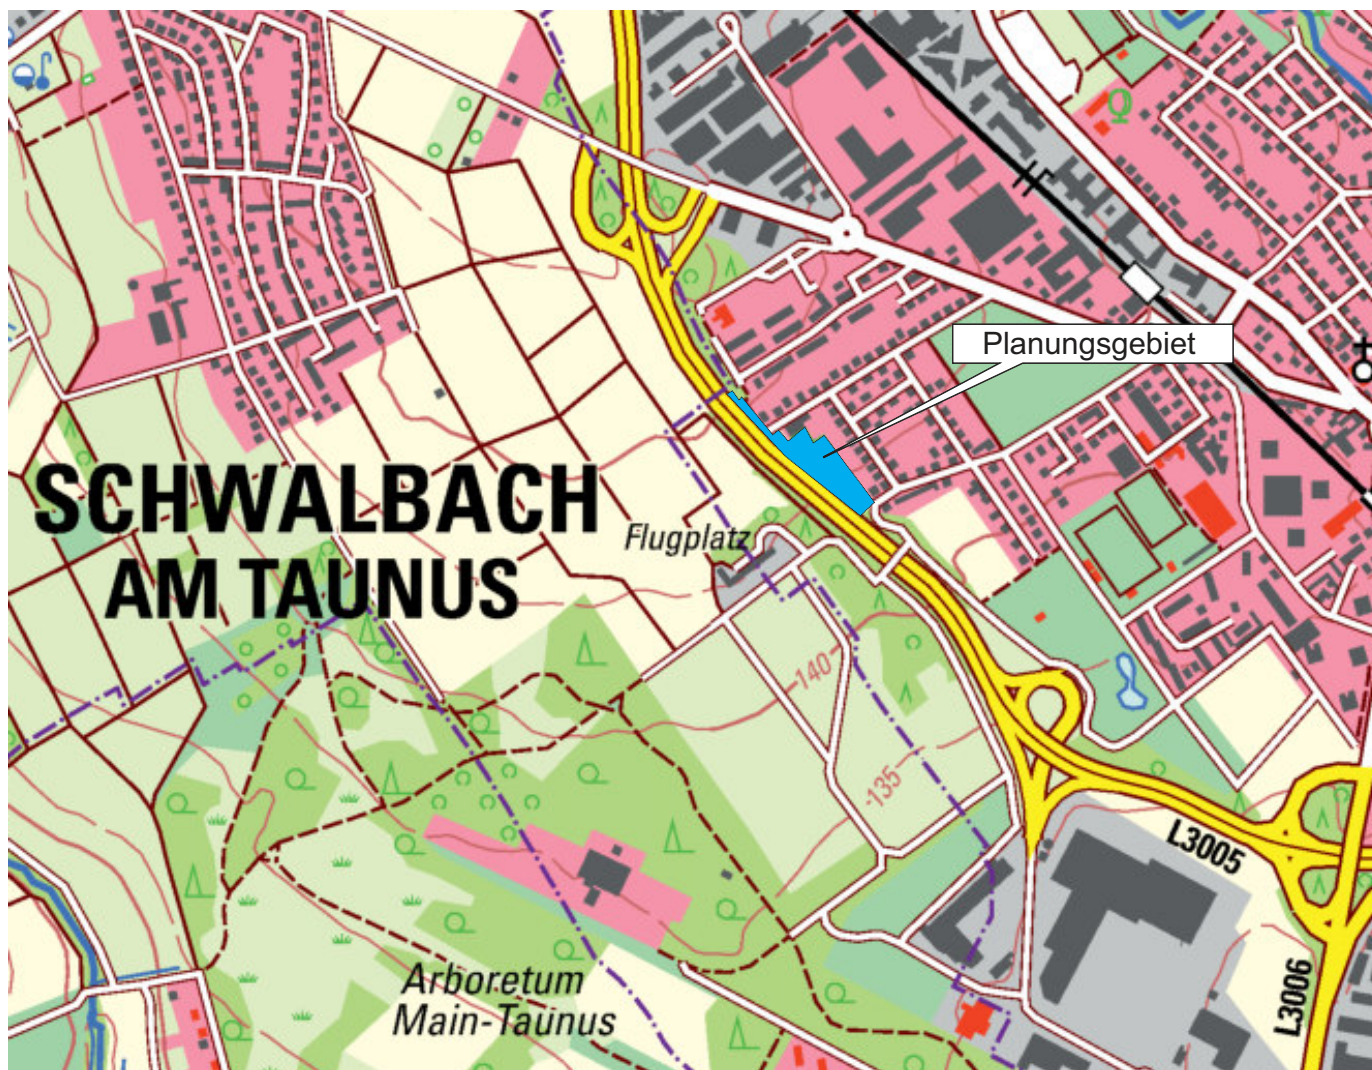 Planungsgebiet
SCHWALBACH
AM TAUNUS
Flugplatz
140
135
L3005
L3006
Arboretum
Main-Taunus